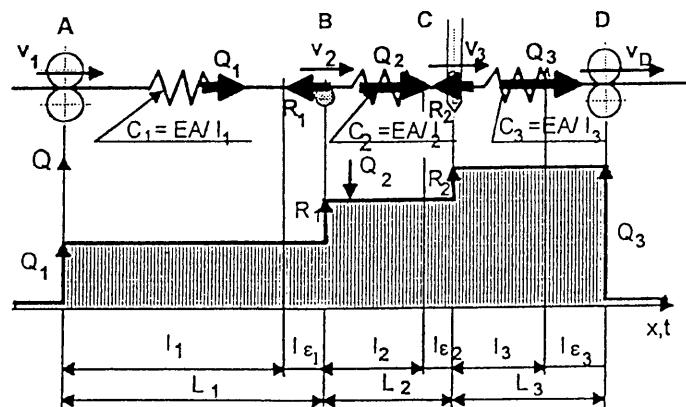 A B C D
v1 Q1 v2 Q2 v3 Q3 vD
R1 R2
C1 = EA/ l1 C2 = EA/ l2 C3 = EA/ l3
Q
Q2
R1 R2
Q1 Q3
x,t
l1 lε1 l2 lε2 l3 lε3
L1 L2 L3